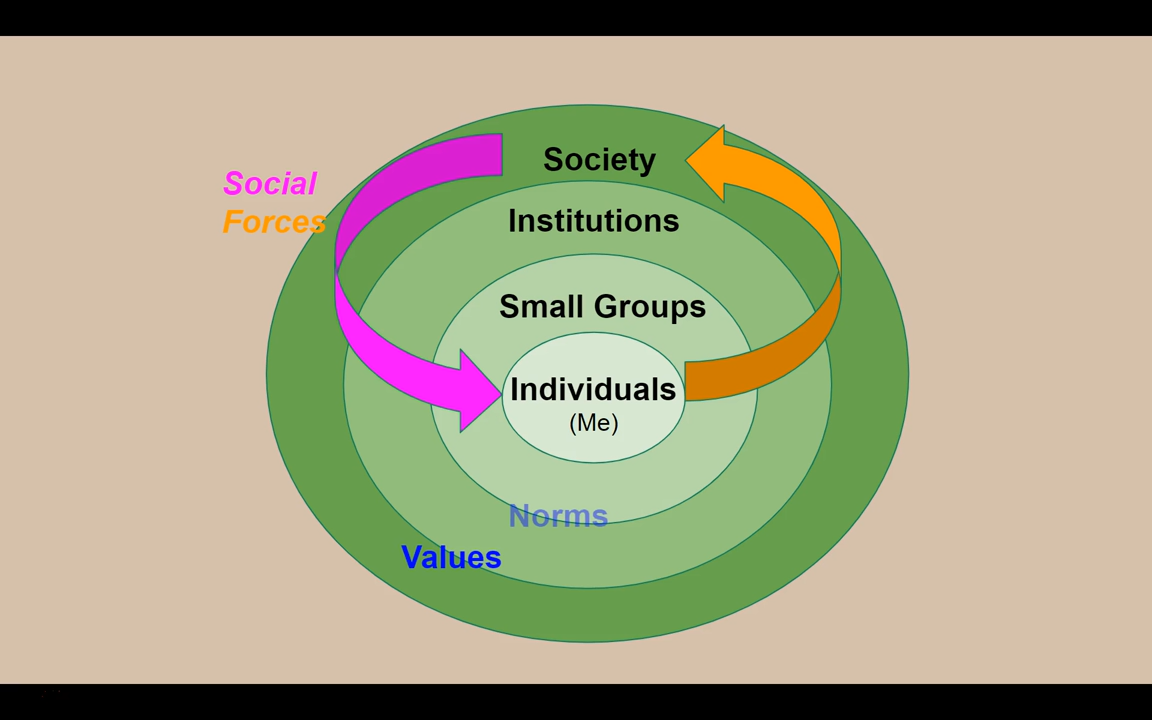 Society
Social
Forces
Institutions
Small Groups
Individuals
(Me)
Norms
Values